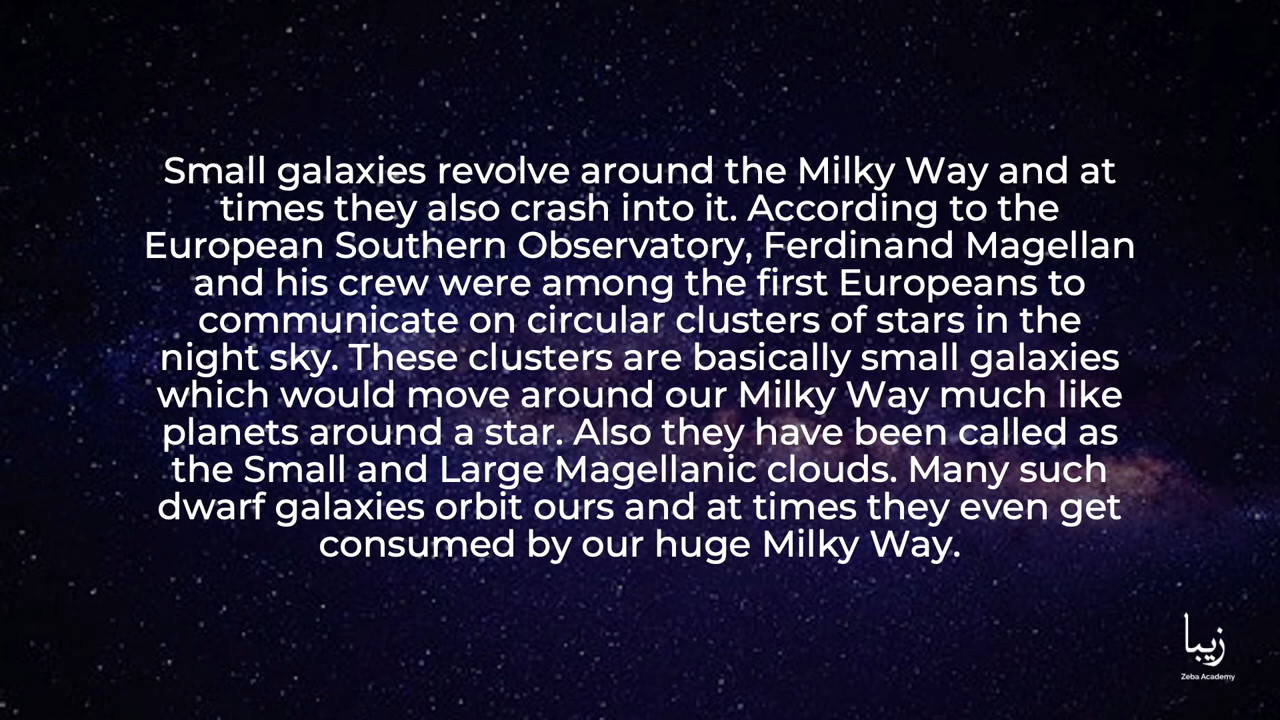 Small galaxies revolve around the Milky Way and at
times they also crash into it. According to the
European Southern Observatory, Ferdinand Magellan
and his crew were among the first Europeans to
communicate on circular clusters of stars in the
night sky. These clusters are basically small galaxies
which would move around our Milky Way much like
planets around a star. Also they have been called as
the Small and Large Magellanic clouds. Many such
dwarf galaxies orbit ours and at times they even get
consumed by our huge Milky Way.
زیبا
Zeba Academy